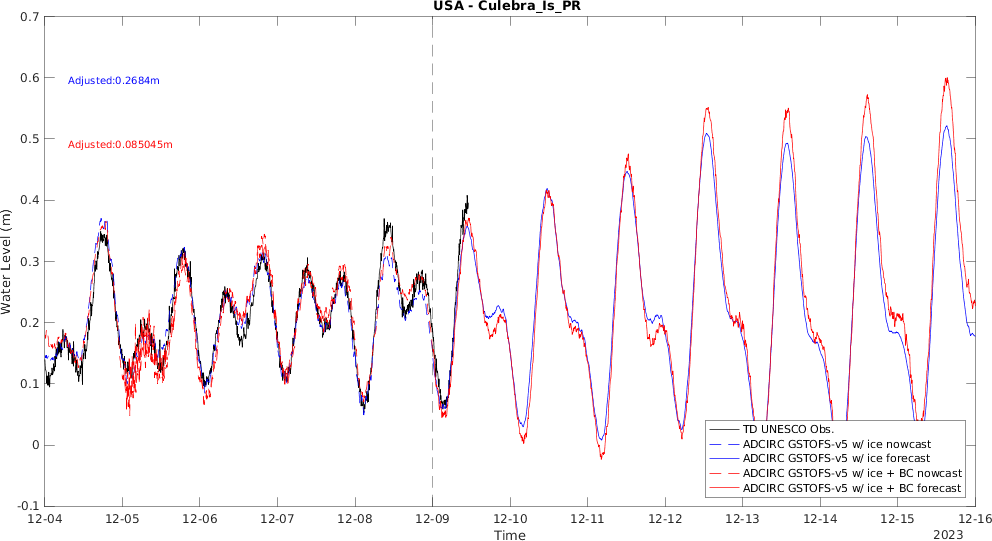 USA - Culebra_Is_PR
0.7
0.6
0.5
0.4
0.3
0.2
0.1
0
-0.1
Water Level (m)
Adjusted:0.2684m
Adjusted:0.085045m
TD UNESCO Obs.
ADCIRC GSTOFS-v5 w/ ice nowcast
ADCIRC GSTOFS-v5 w/ ice forecast
ADCIRC GSTOFS-v5 w/ ice + BC nowcast
ADCIRC GSTOFS-v5 w/ ice + BC forecast
12-04 12-05 12-06 12-07 12-08 12-09 12-10 12-11 12-12 12-13 12-14 12-15 12-16
Time
2023